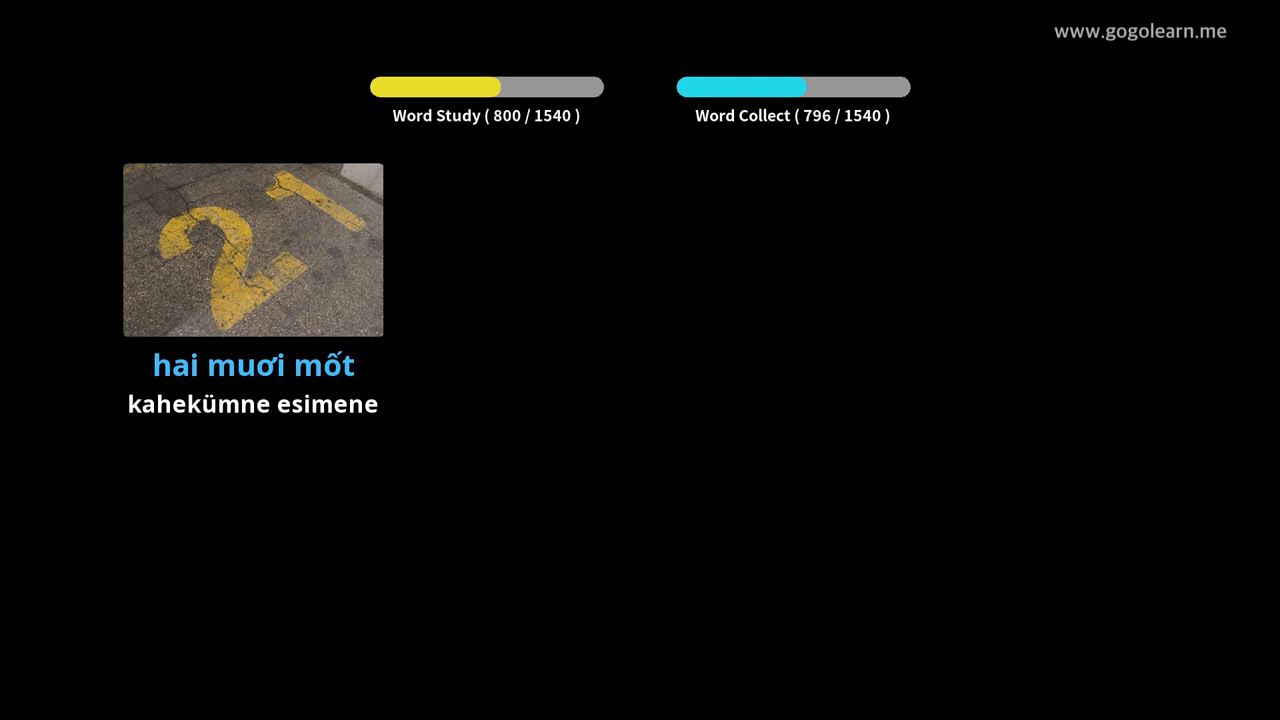 www.gogolearn.me
Word Study ( 800 / 1540 )
Word Collect ( 796 / 1540 )
21
hai mươi mốt
kahekümne esimene